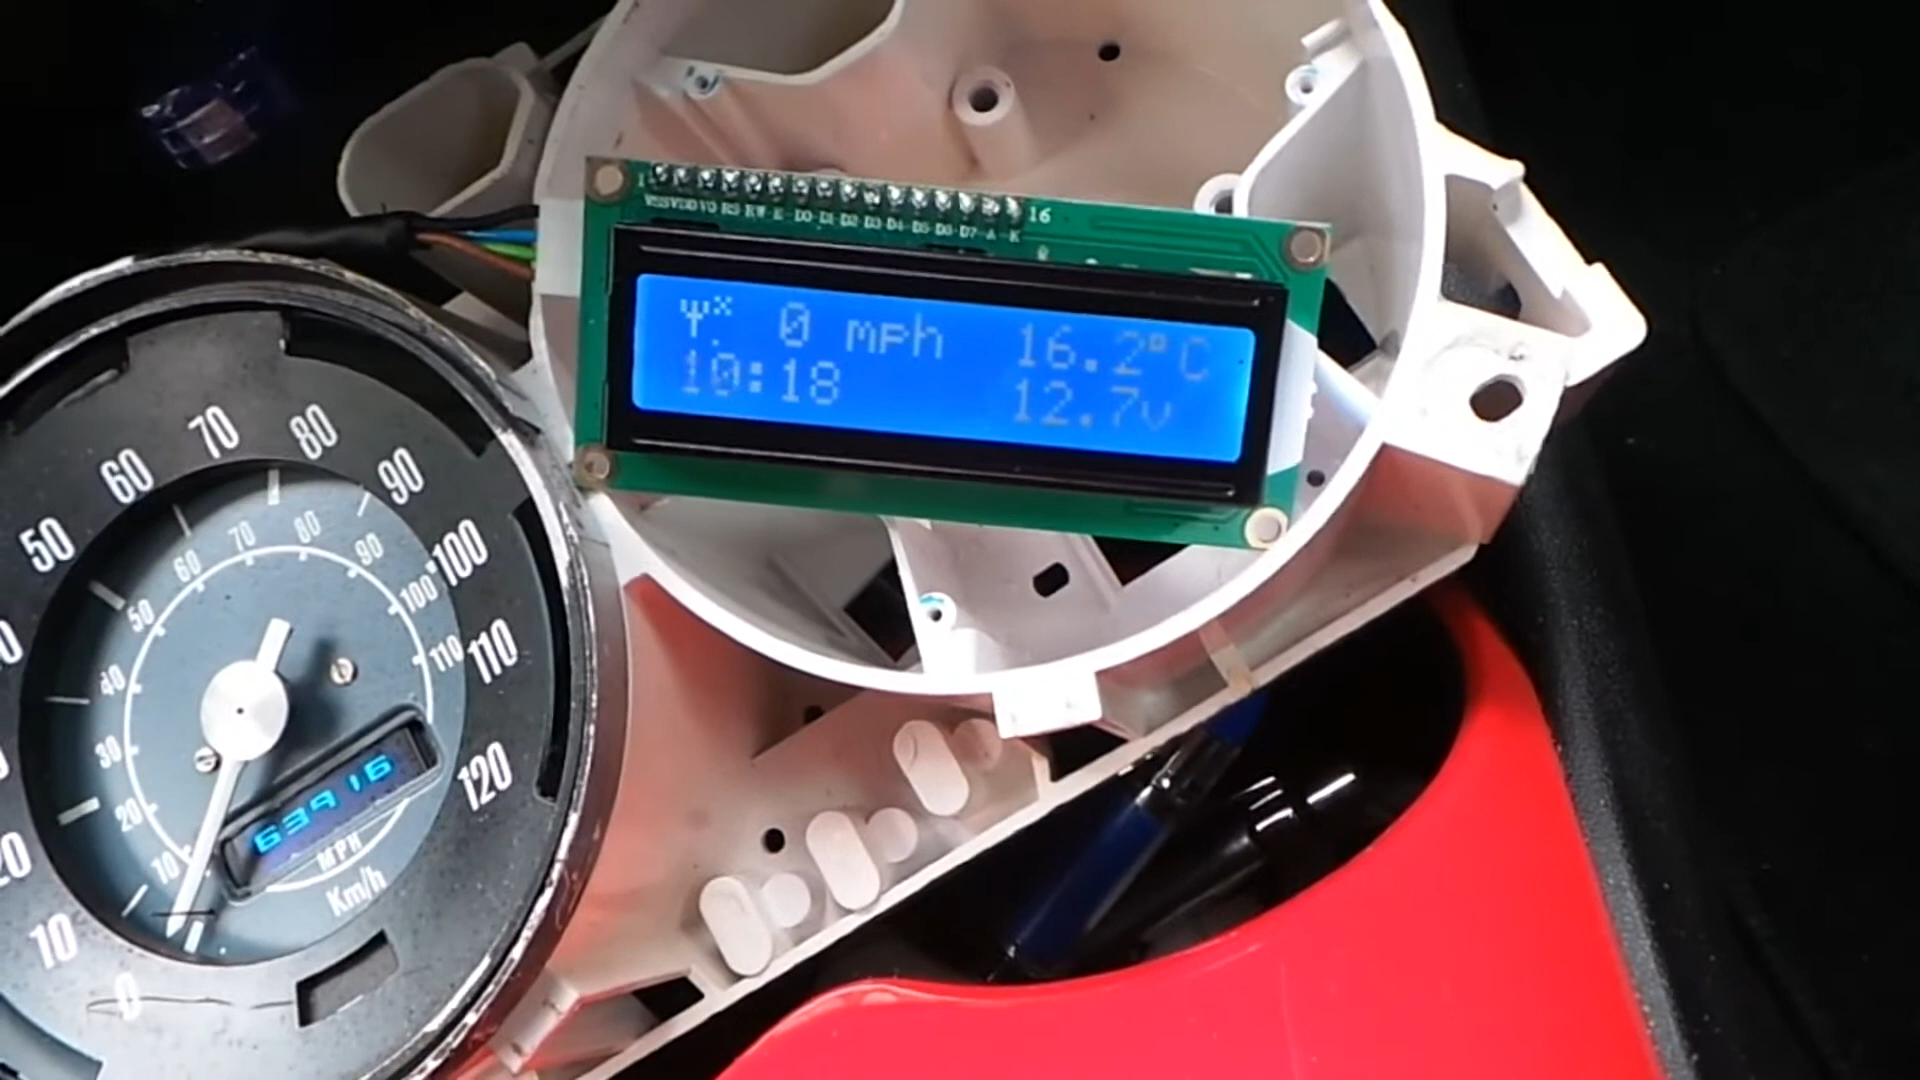 1 VSS VDD V0 RS RW E D0 D1 D2 D3 D4 D5 D6 D7 A K 16
0 mph 16.2°C
10:18 12.7v
10 50 60 70 80 90 100 110 120
0
10 20 30 40 50 60 70 80 90 100 110
63916
MPH
Km/h